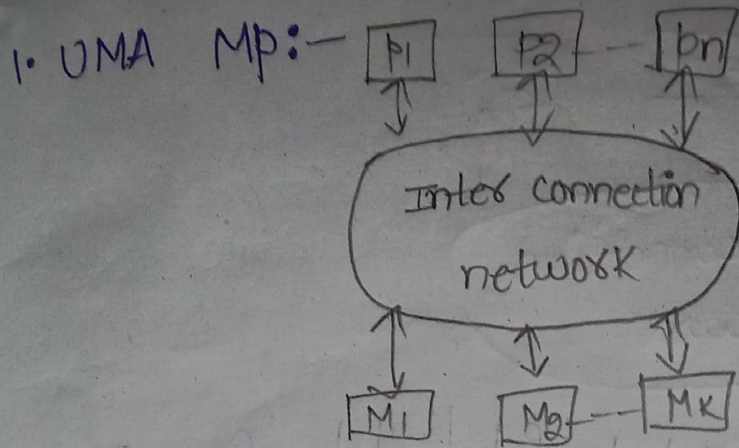 1. UMA Mp:- P1 P2 -- Pn
Inter connection
network
M1 M2 -- MK